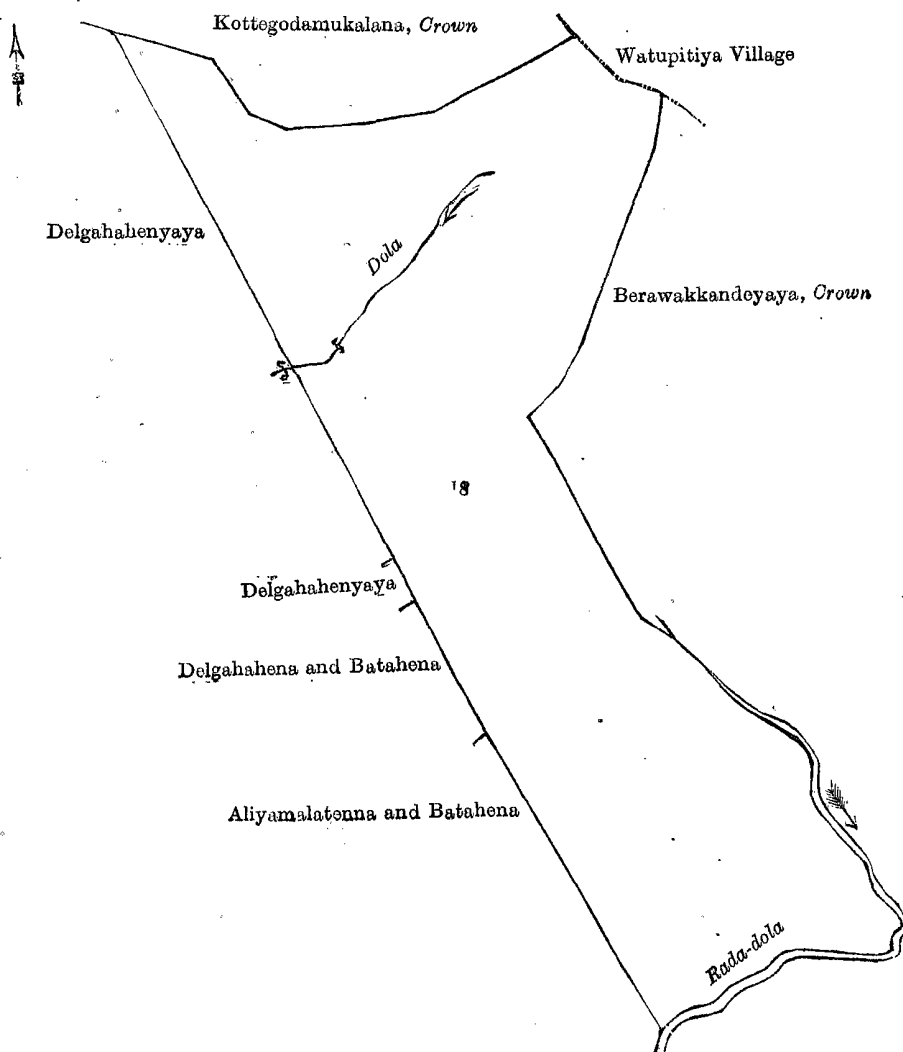 Kottegodamukalana, Crown
Watupitiya Village
Delgahahenyaya
Dola
Berawakkandeyaya, Crown
18
Delgahahenyaya
Delgahahena and Batahena
Aliyamalatenna and Batahena
Rada-dola